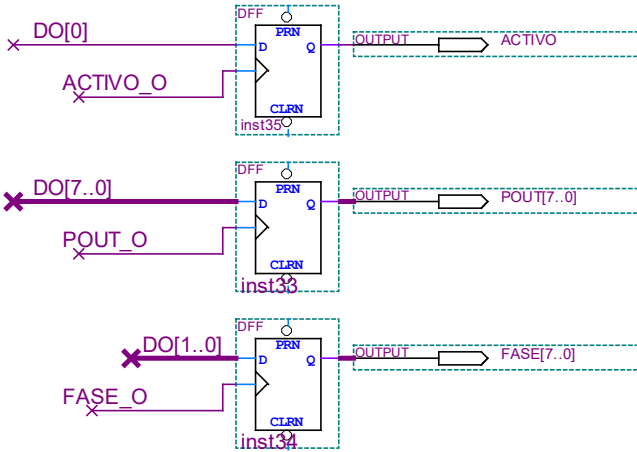 DFF
DO[0]
PRN
D
Q
OUTPUT
ACTIVO
ACTIVO_O
CLRN
inst35
DFF
DO[7..0]
PRN
D
Q
OUTPUT
POUT[7..0]
POUT_O
CLRN
inst33
DFF
DO[1..0]
PRN
D
Q
OUTPUT
FASE[7..0]
FASE_O
CLRN
inst34